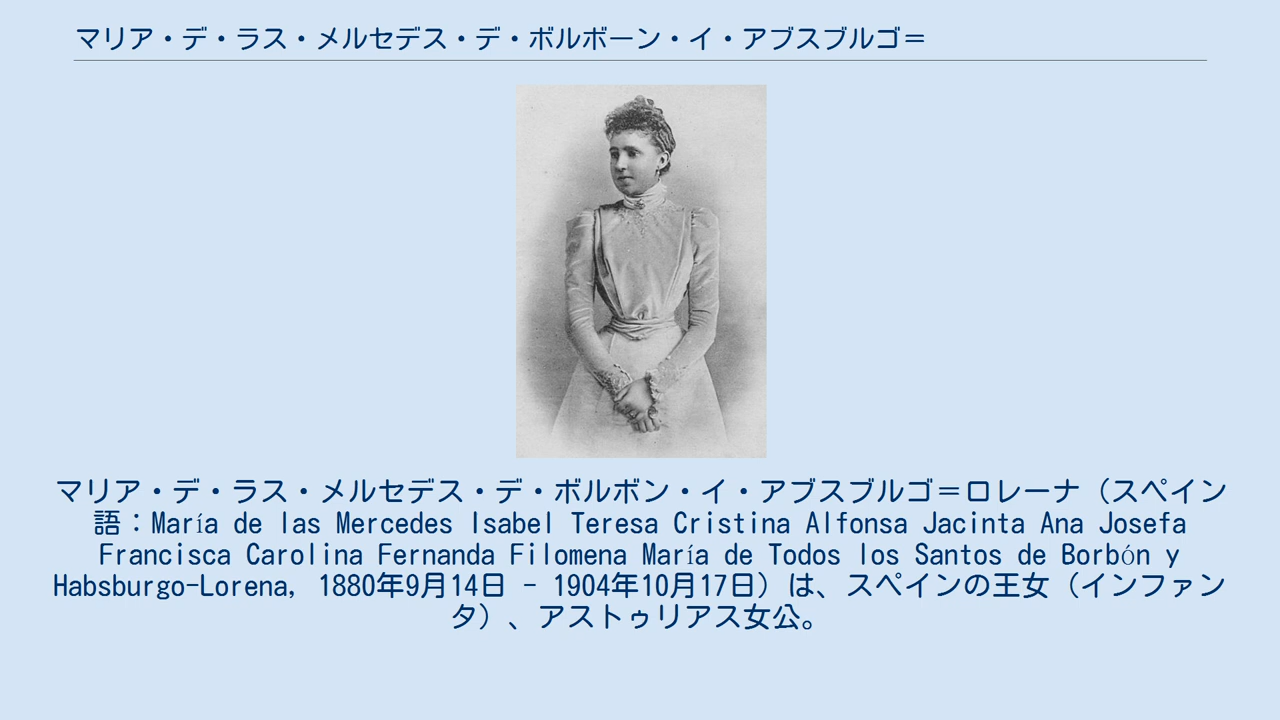 マリア・デ・ラス・メルセデス・デ・ボルボーン・イ・アブスブルゴ＝
マリア・デ・ラス・メルセデス・デ・ボルボン・イ・アブスブルゴ＝ロレーナ（スペイン
語：María de las Mercedes Isabel Teresa Cristina Alfonsa Jacinta Ana Josefa
Francisca Carolina Fernanda Filomena María de Todos los Santos de Borbón y
Habsburgo-Lorena, 1880年9月14日 - 1904年10月17日）は、スペインの王女（インファン
タ）、アストゥリアス女公。